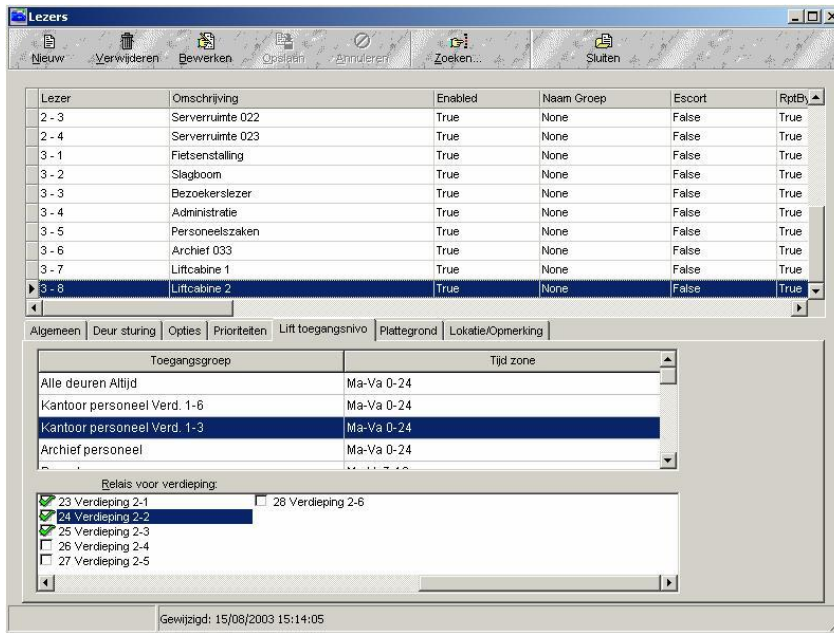 Lezers
Nieuw Verwijderen Bewerken Opslaan Annuleren Zoeken... Sluiten
Lezer Omschrijving Enabled Naam Groep Escort RptBy
2 - 3 Serverruimte 022 True None False True
2 - 4 Serverruimte 023 True None False True
3 - 1 Fietsenstalling True None False True
3 - 2 Slagboom True None False True
3 - 3 Bezoekerslezer True None False True
3 - 4 Administratie True None False True
3 - 5 Personeelszaken True None False True
3 - 6 Archief 033 True None False True
3 - 7 Liftcabine 1 True None False True
3 - 8 Liftcabine 2 True None False True
Algemeen Deur sturing Opties Prioriteiten Lift toegangsnivo Plattegrond Lokatie/Opmerking
Toegangsgroep Tijd zone
Alle deuren Altijd Ma-Va 0-24
Kantoor personeel Verd. 1-6 Ma-Va 0-24
Kantoor personeel Verd. 1-3 Ma-Va 0-24
Archief personeel Ma-Va 0-24
Relais voor verdieping:
23 Verdieping 2-1 28 Verdieping 2-6
24 Verdieping 2-2
25 Verdieping 2-3
26 Verdieping 2-4
27 Verdieping 2-5
Gewijzigd: 15/08/2003 15:14:05